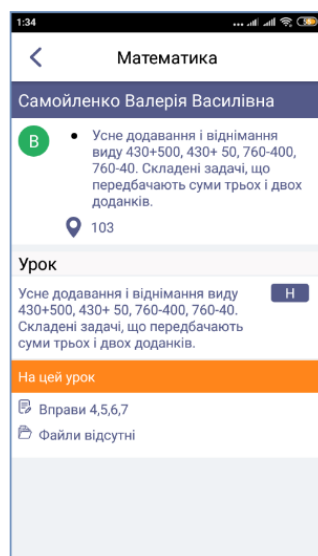 1:34
Математика
Самойленко Валерія Василівна
В
• Усне додавання і віднімання
виду 430+500, 430+ 50, 760-400,
760-40. Складені задачі, що
передбачають суми трьох і двох
доданків.
103
Урок
Усне додавання і віднімання виду
Н
430+500, 430+ 50, 760-400, 760-40.
Складені задачі, що передбачають
суми трьох і двох доданків.
На цей урок
Вправи 4,5,6,7
Файли відсутні